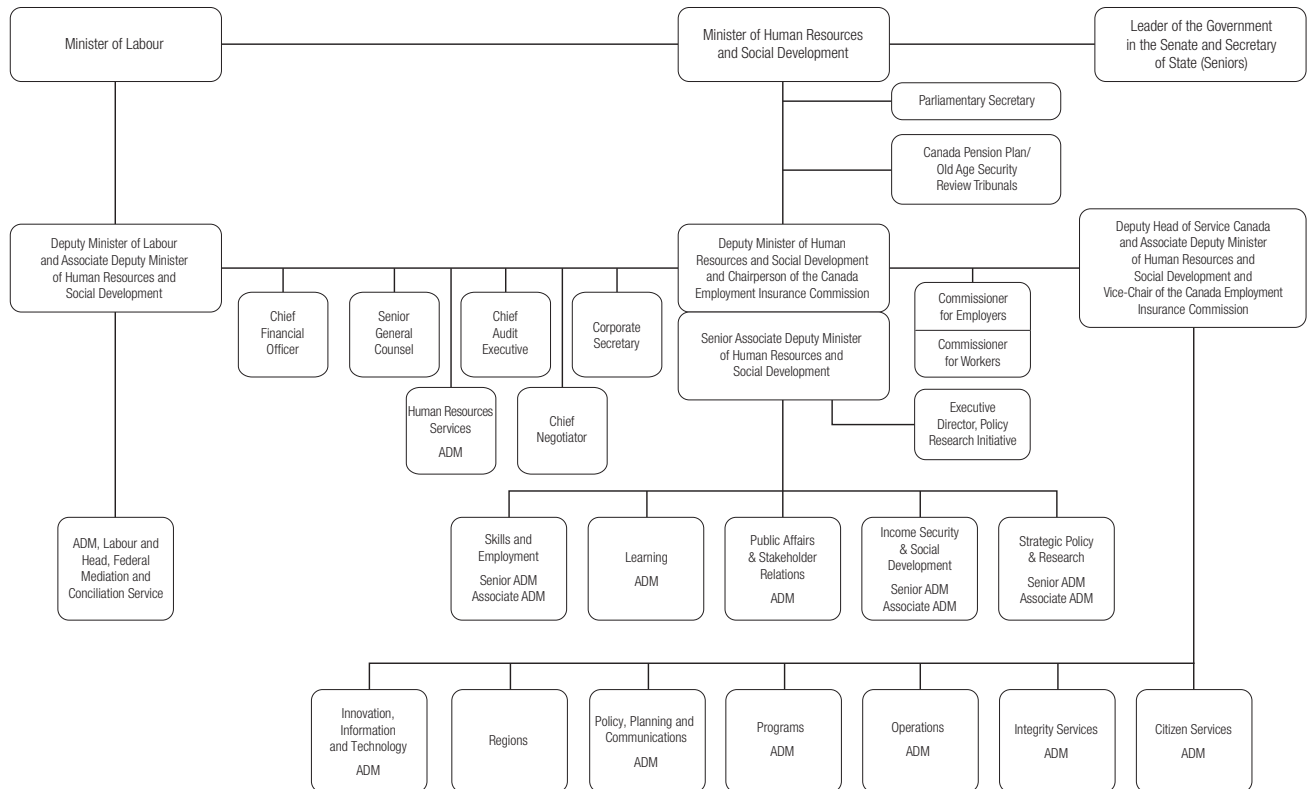 Minister of Labour
Minister of Human Resources
and Social Development
Leader of the Government
in the Senate and Secretary
of State (Seniors)
Parliamentary Secretary
Canada Pension Plan/
Old Age Security
Review Tribunals
Deputy Minister of Labour
and Associate Deputy Minister
of Human Resources and
Social Development
Deputy Minister of Human
Resources and Social Development
and Chairperson of the Canada
Employment Insurance Commission
Deputy Head of Service Canada
and Associate Deputy Minister
of Human Resources and
Social Development and
Vice-Chair of the Canada Employment
Insurance Commission
Chief
Financial
Officer
Senior
General
Counsel
Chief
Audit
Executive
Corporate
Secretary
Senior Associate Deputy Minister
of Human Resources and
Social Development
Commissioner
for Employers
Commissioner
for Workers
Human Resources
Services
ADM
Chief
Negotiator
Executive
Director, Policy
Research Initiative
ADM, Labour and
Head, Federal
Mediation and
Conciliation Service
Skills and
Employment
Senior ADM
Associate ADM
Learning
ADM
Public Affairs
& Stakeholder
Relations
ADM
Income Security
& Social
Development
Senior ADM
Associate ADM
Strategic Policy
& Research
Senior ADM
Associate ADM
Innovation,
Information
and Technology
ADM
Regions
Policy, Planning and
Communications
ADM
Programs
ADM
Operations
ADM
Integrity Services
ADM
Citizen Services
ADM